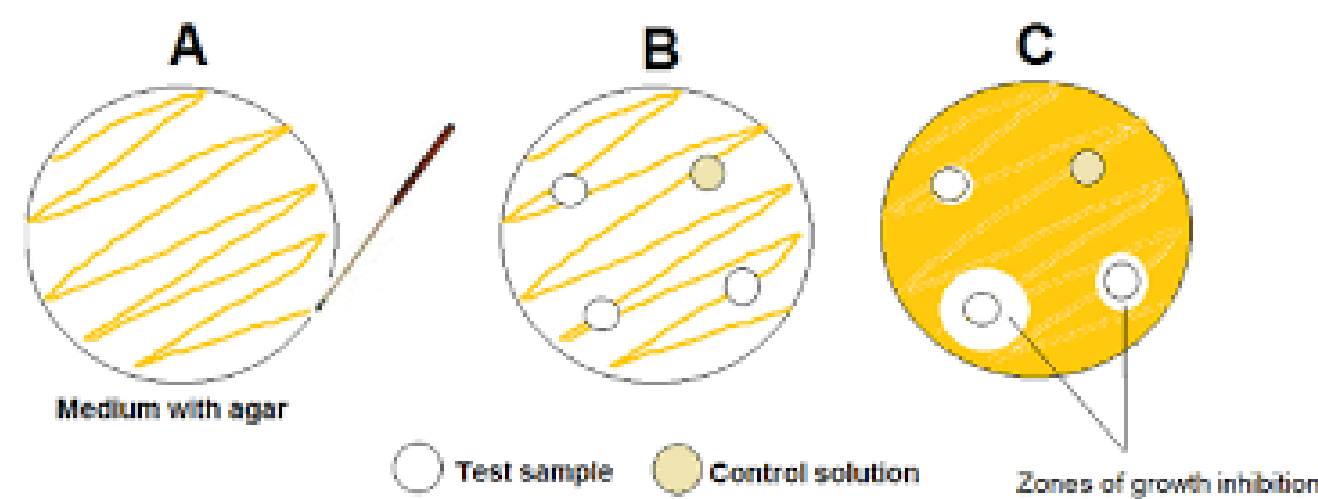 A
B
C
Medium with agar
Test sample
Control solution
Zones of growth inhibition